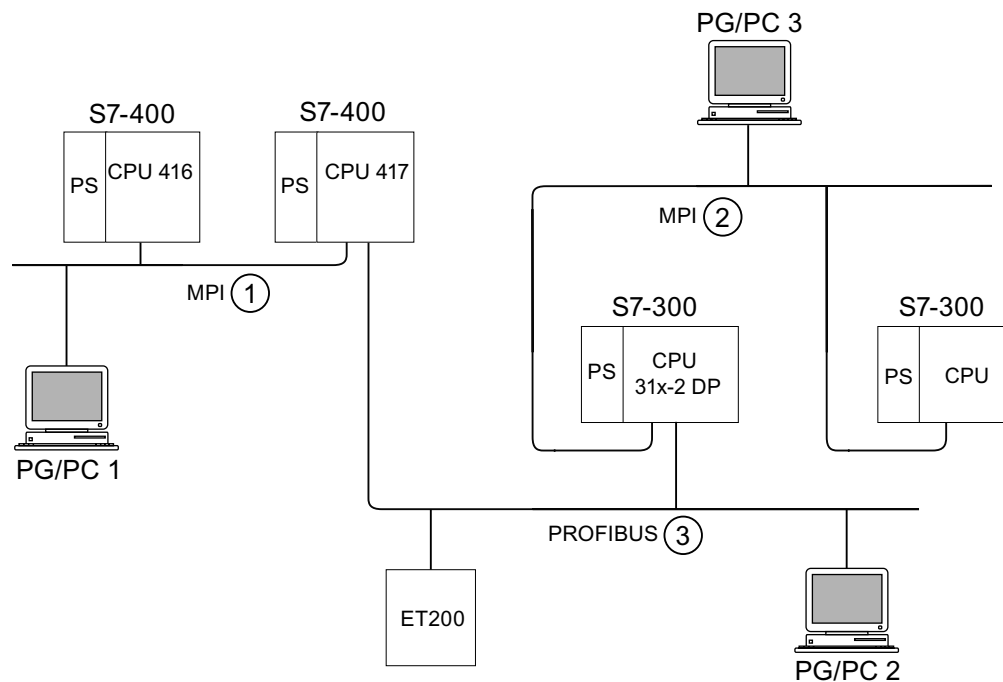 PG/PC 3
S7-400
S7-400
PS
CPU 416
PS
CPU 417
MPI 2
MPI 1
S7-300
S7-300
PS
CPU
31x-2 DP
PS
CPU
PG/PC 1
PROFIBUS 3
ET200
PG/PC 2